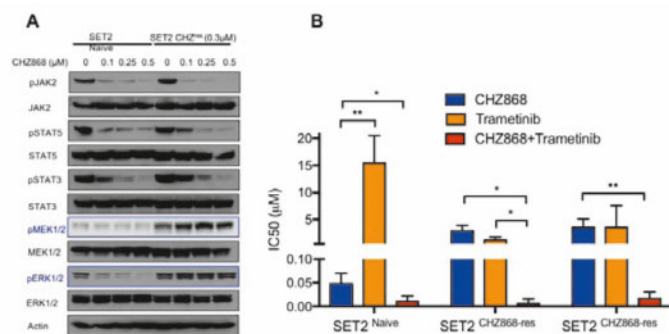 A
SET2 Naive
SET2 CHZ res (0.3µM)
CHZ868 (µM) 0 0.1 0.25 0.5 0 0.1 0.25 0.5
pJAK2
JAK2
pSTAT5
STAT5
pSTAT3
STAT3
pMEK1/2
MEK1/2
pERK1/2
ERK1/2
Actin
B
CHZ868
Trametinib
CHZ868+Trametinib
IC50 (µM)
25
20
15
10
5
0.10
0.05
0.00
*
**
*
*
**
SET2 Naive
SET2 CHZ868-res
SET2 CHZ868-res